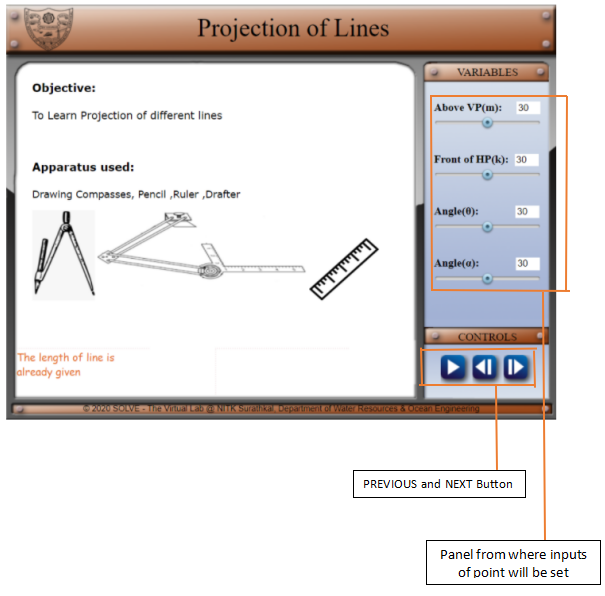 Projection of Lines
Objective:
To Learn Projection of different lines
Apparatus used:
Drawing Compasses, Pencil ,Ruler ,Drafter
The length of line is
already given
VARIABLES
Above VP(m): 30
Front of HP(k): 30
Angle(θ): 30
Angle(α): 30
CONTROLS
© 2020 SOLVE - The Virtual Lab @ NITK Surathkal, Department of Water Resources & Ocean Engineering
PREVIOUS and NEXT Button
Panel from where inputs
of point will be set